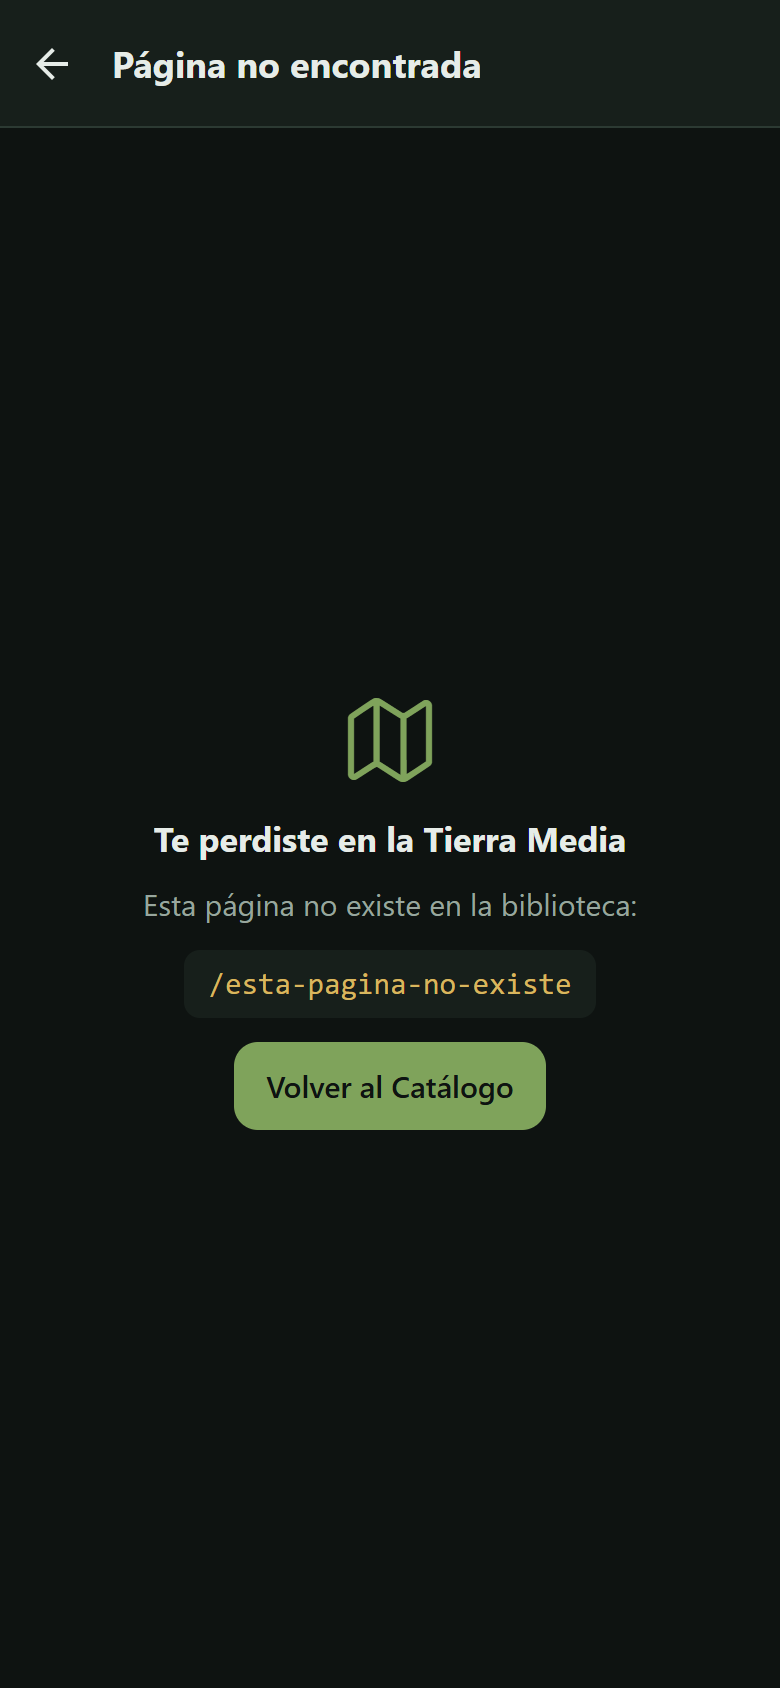 Página no encontrada
Te perdiste en la Tierra Media
Esta página no existe en la biblioteca:
/esta-pagina-no-existe
Volver al Catálogo